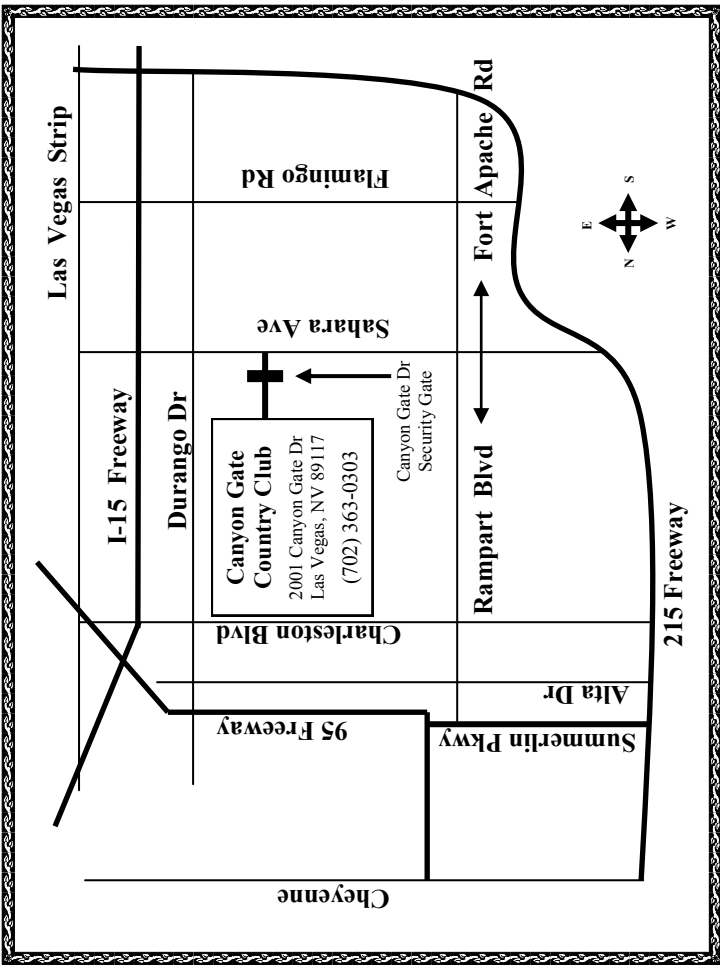 Las Vegas Strip
I-15 Freeway
Durango Dr
Flamingo Rd
Sahara Ave
Canyon Gate
Country Club
2001 Canyon Gate Dr
Las Vegas, NV 89117
(702) 363-0303
Canyon Gate Dr
Security Gate
Charleston Blvd
Rampart Blvd
Fort Apache Rd
Alta Dr
95 Freeway
Summerlin Pkwy
215 Freeway
Cheyenne
E
N
S
W